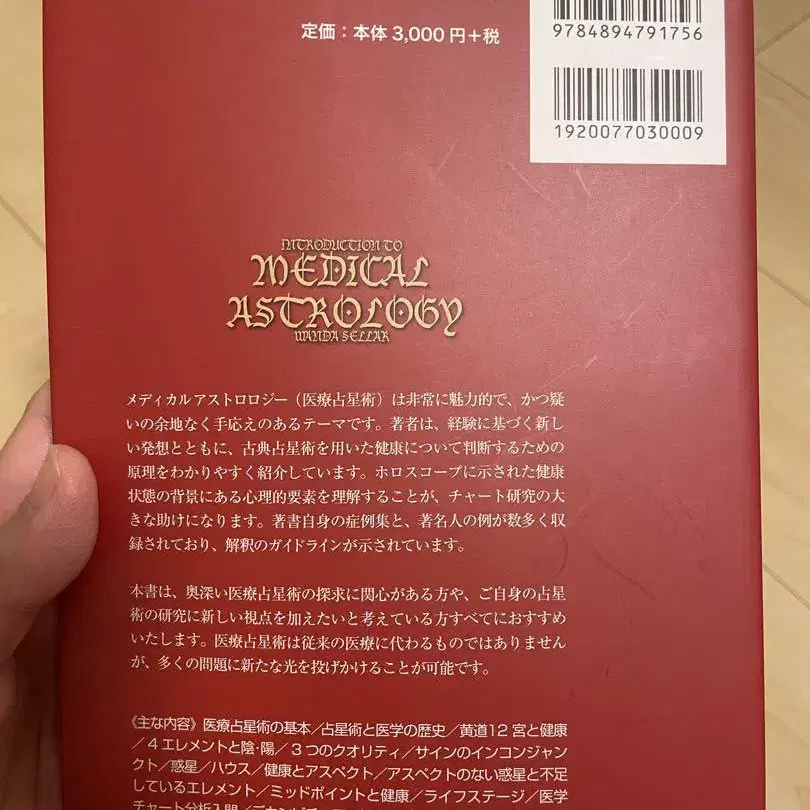 定価：本体3,000円＋税
9784894791756
1920077030009
INTRODUCTION TO
MEDICAL
ASTROLOGY
WANDA SELLAR
メディカルアストロロジー（医療占星術）は非常に魅力的で、かつ疑
いの余地なく手応えのあるテーマです。著者は、経験に基づく新し
い発想とともに、古典占星術を用いた健康について判断するための
原理をわかりやすく紹介しています。ホロスコープに示された健康
状態の背景にある心理的要素を理解することが、チャート研究の大
きな助けになります。著書自身の症例集と、著名人の例が数多く収
録されており、解釈のガイドラインが示されています。
本書は、奥深い医療占星術の探求に関心がある方や、ご自身の占星
術の研究に新しい視点を加えたいと考えている方すべてにおすすめ
いたします。医療占星術は従来の医療に代わるものではありません
が、多くの問題に新たな光を投げかけることが可能です。
《主な内容》医療占星術の基本／占星術と医学の歴史／黄道12宮と健康
／4エレメントと陰・陽／3つのクオリティ／サインのインコンジャン
クト／惑星／ハウス／健康とアスペクト／アスペクトのない惑星と不足
しているエレメント／ミッドポイントと健康／ライフステージ／医学
チャート分析入門／デカンビチュ